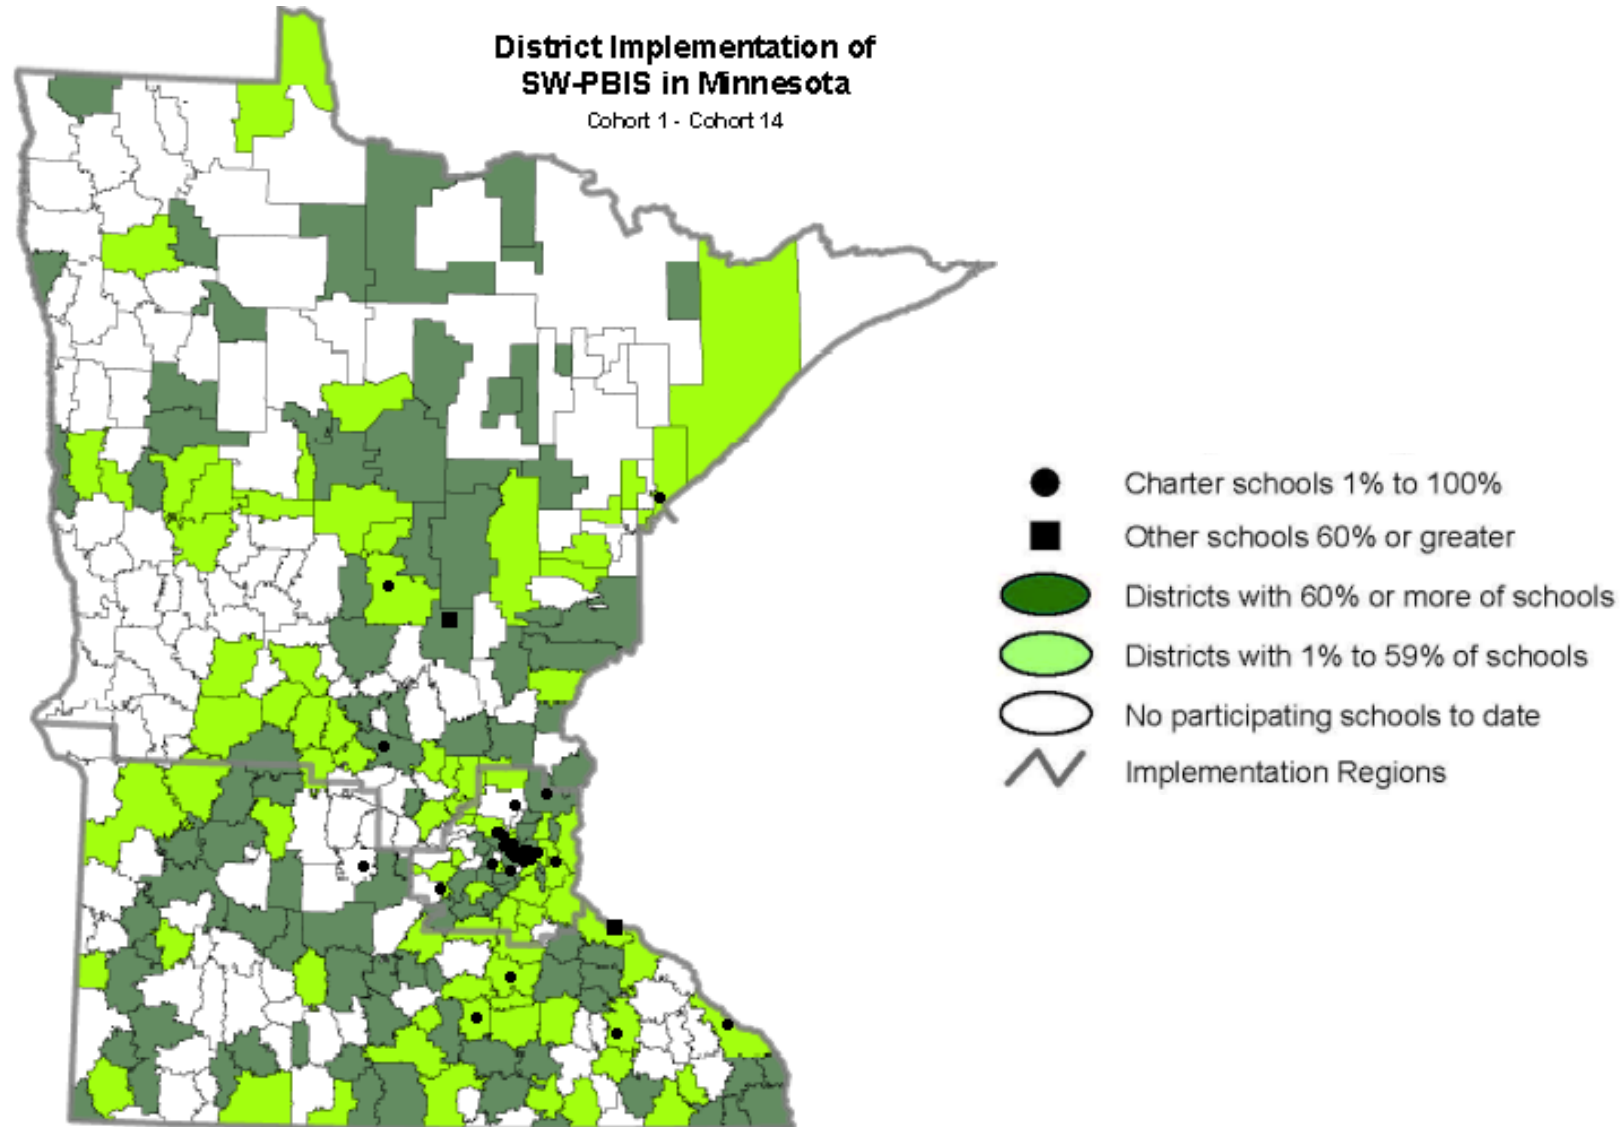 District Implementation of
SW-PBIS in Minnesota
Cohort 1 - Cohort 14
Charter schools 1% to 100%
Other schools 60% or greater
Districts with 60% or more of schools
Districts with 1% to 59% of schools
No participating schools to date
Implementation Regions